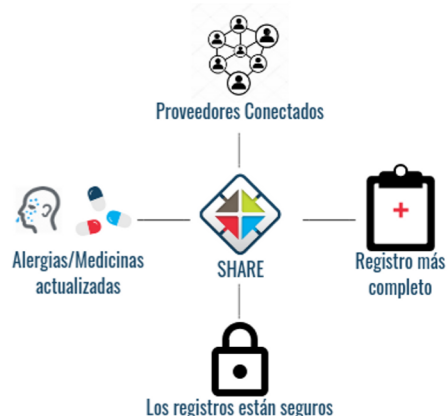 Proveedores Conectados
Alergias/Medicinas
actualizadas
SHARE
Registro más
completo
Los registros están seguros